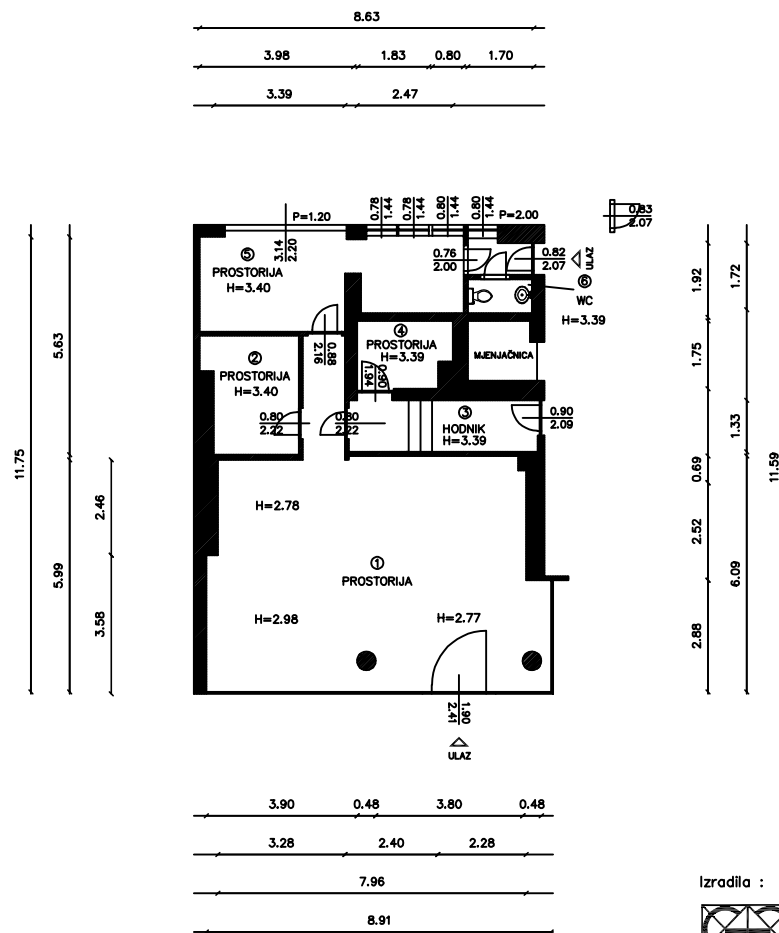 8.63
3.98 1.83 0.80 1.70
3.39 2.47
0.78
1.44
0.78
1.44
0.80
1.44
0.80
1.44
P=1.20
P=2.00
0.83
2.07
3.14
2.20
⑤
PROSTORIJA
H=3.40
0.76
2.00
0.82
2.07
ULAZ
⑥
WC
H=3.39
④
PROSTORIJA
H=3.39
MJENJAČNICA
②
PROSTORIJA
H=3.40
0.88
2.16
0.90
1.94
0.80
2.22
0.80
2.22
③
HODNIK
H=3.39
0.90
2.09
H=2.78
①
PROSTORIJA
H=2.98
H=2.77
1.90
2.41
ULAZ
11.75
5.63
5.99
2.46
3.58
1.92
1.75
0.69
2.52
2.88
1.72
1.33
6.09
11.59
3.90 0.48 3.80 0.48
3.28 2.40 2.28
7.96
8.91
Izradila :